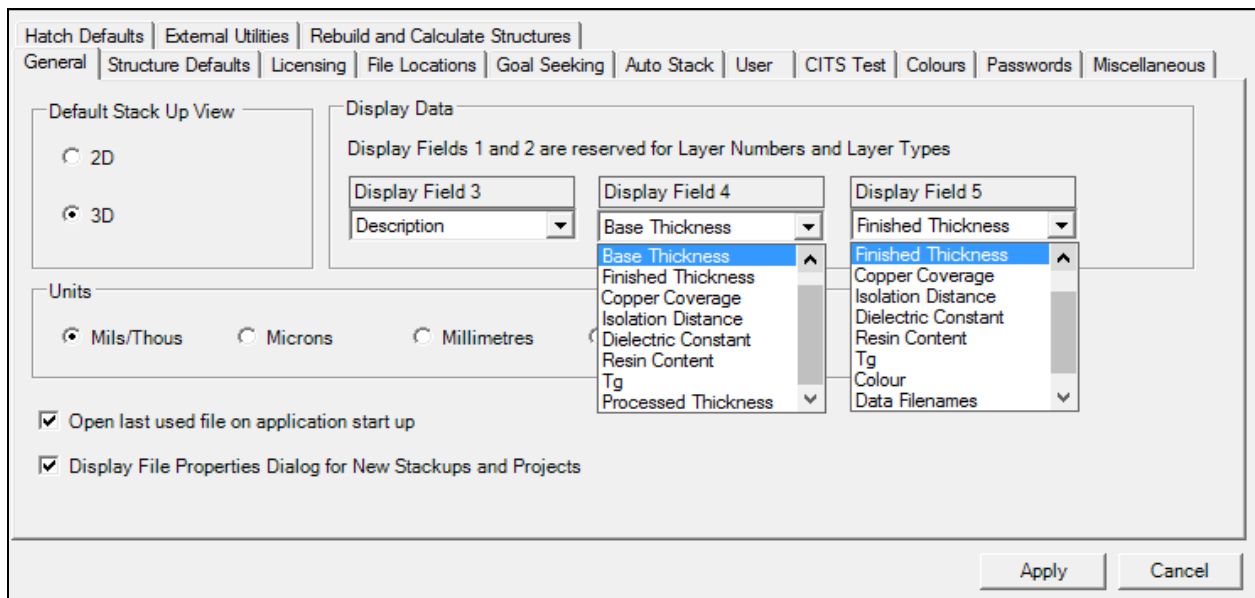 Hatch Defaults External Utilities Rebuild and Calculate Structures
General Structure Defaults Licensing File Locations Goal Seeking Auto Stack User CITS Test Colours Passwords Miscellaneous
Default Stack Up View
2D
3D
Display Data
Display Fields 1 and 2 are reserved for Layer Numbers and Layer Types
Display Field 3
Description
Display Field 4
Base Thickness
Base Thickness
Finished Thickness
Copper Coverage
Isolation Distance
Dielectric Constant
Resin Content
Tg
Processed Thickness
Display Field 5
Finished Thickness
Finished Thickness
Copper Coverage
Isolation Distance
Dielectric Constant
Resin Content
Tg
Colour
Data Filenames
Units
Mils/Thous Microns Millimetres
Open last used file on application start up
Display File Properties Dialog for New Stackups and Projects
Apply Cancel